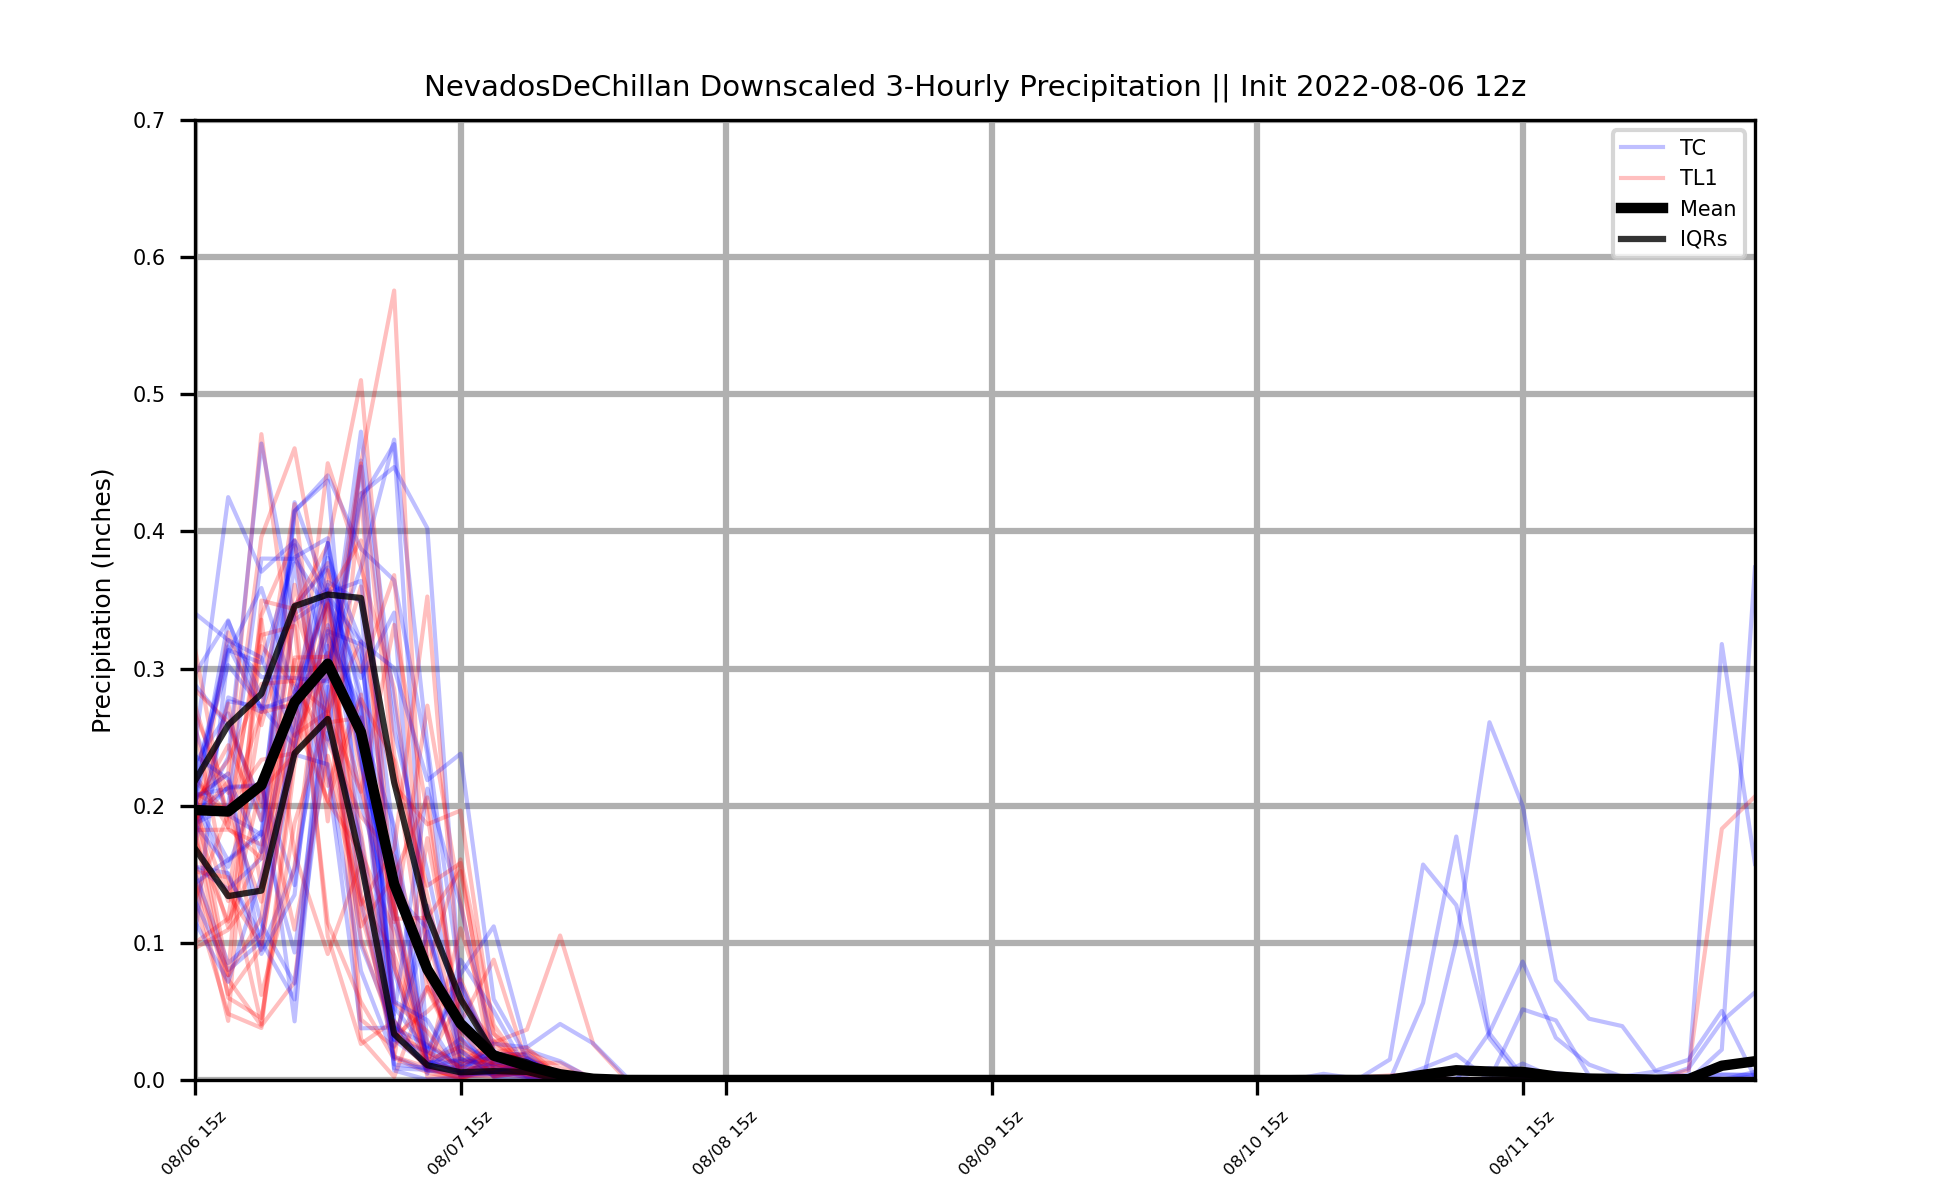 NevadosDeChillan Downscaled 3-Hourly Precipitation || Init 2022-08-06 12z
Precipitation (Inches)
0.7
0.6
0.5
0.4
0.3
0.2
0.1
0.0
TC
TL1
Mean
IQRs
08/06 15z
08/07 15z
08/08 15z
08/09 15z
08/10 15z
08/11 15z